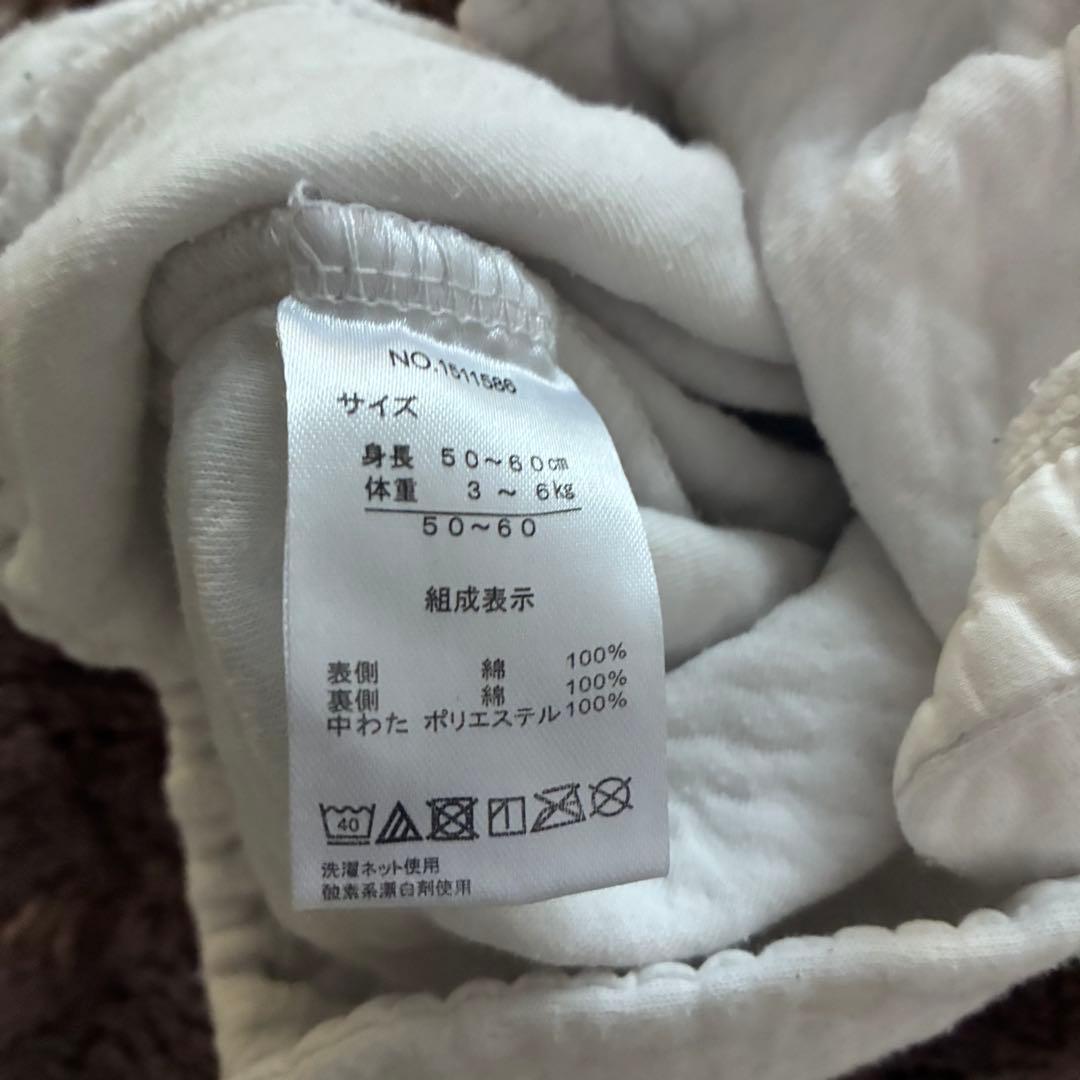 NO.1511586
サイズ
身長 50～60cm
体重 3～6kg
50～60
組成表示
表側 綿 100%
裏側 綿 100%
中わた ポリエステル100%
40
洗濯ネット使用
酸素系漂白剤使用